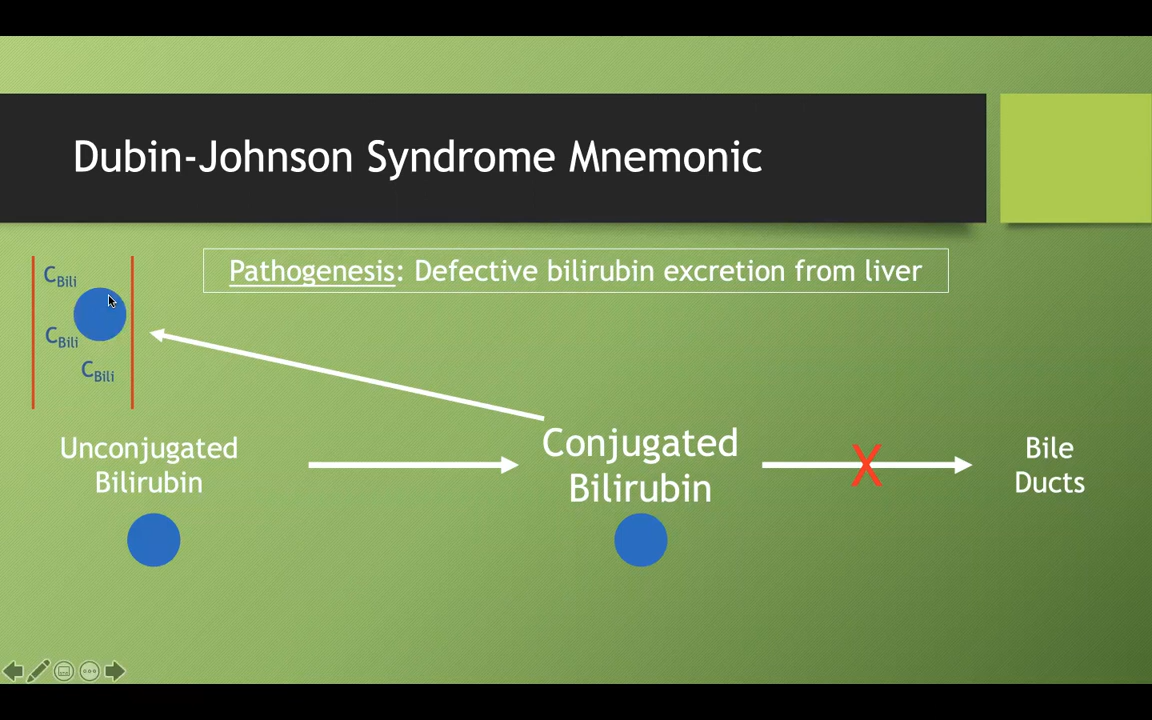 Dubin-Johnson Syndrome Mnemonic
Pathogenesis: Defective bilirubin excretion from liver
CBili
CBili
CBili
Unconjugated
Bilirubin
Conjugated
Bilirubin
X
Bile
Ducts